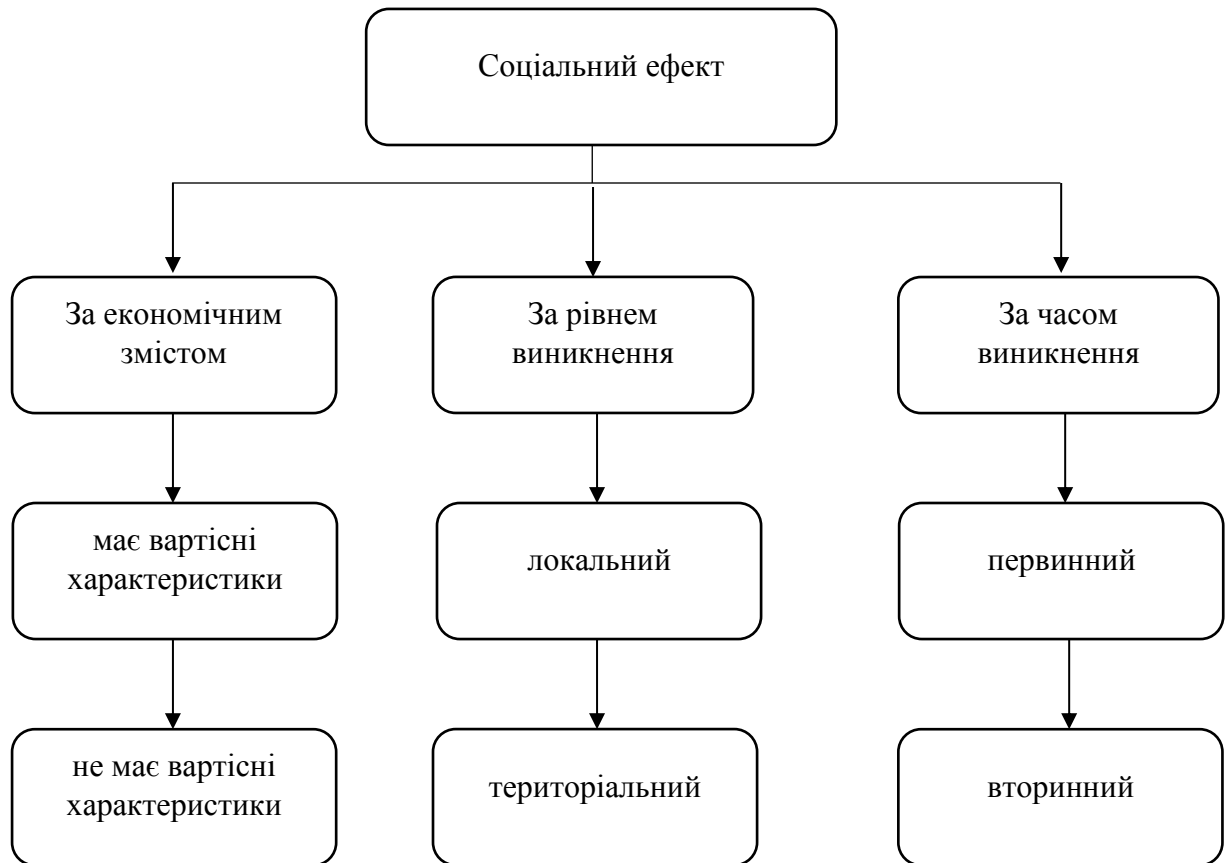 Соціальний ефект
За економічним
змістом
За рівнем
виникнення
За часом
виникнення
має вартісні
характеристики
локальний
первинний
не має вартісні
характеристики
територіальний
вторинний